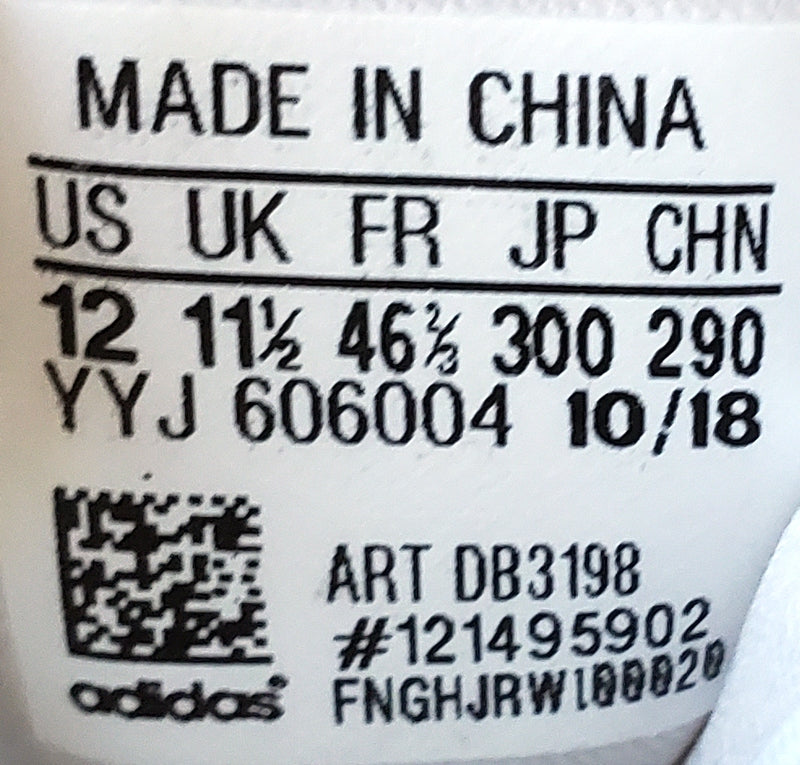 MADE IN CHINA
US UK FR JP CHN
12 11½ 46⅔ 300 290
YYJ 606004 10/18
ART DB3198
#121495902
FNGHJRW100020
adidas